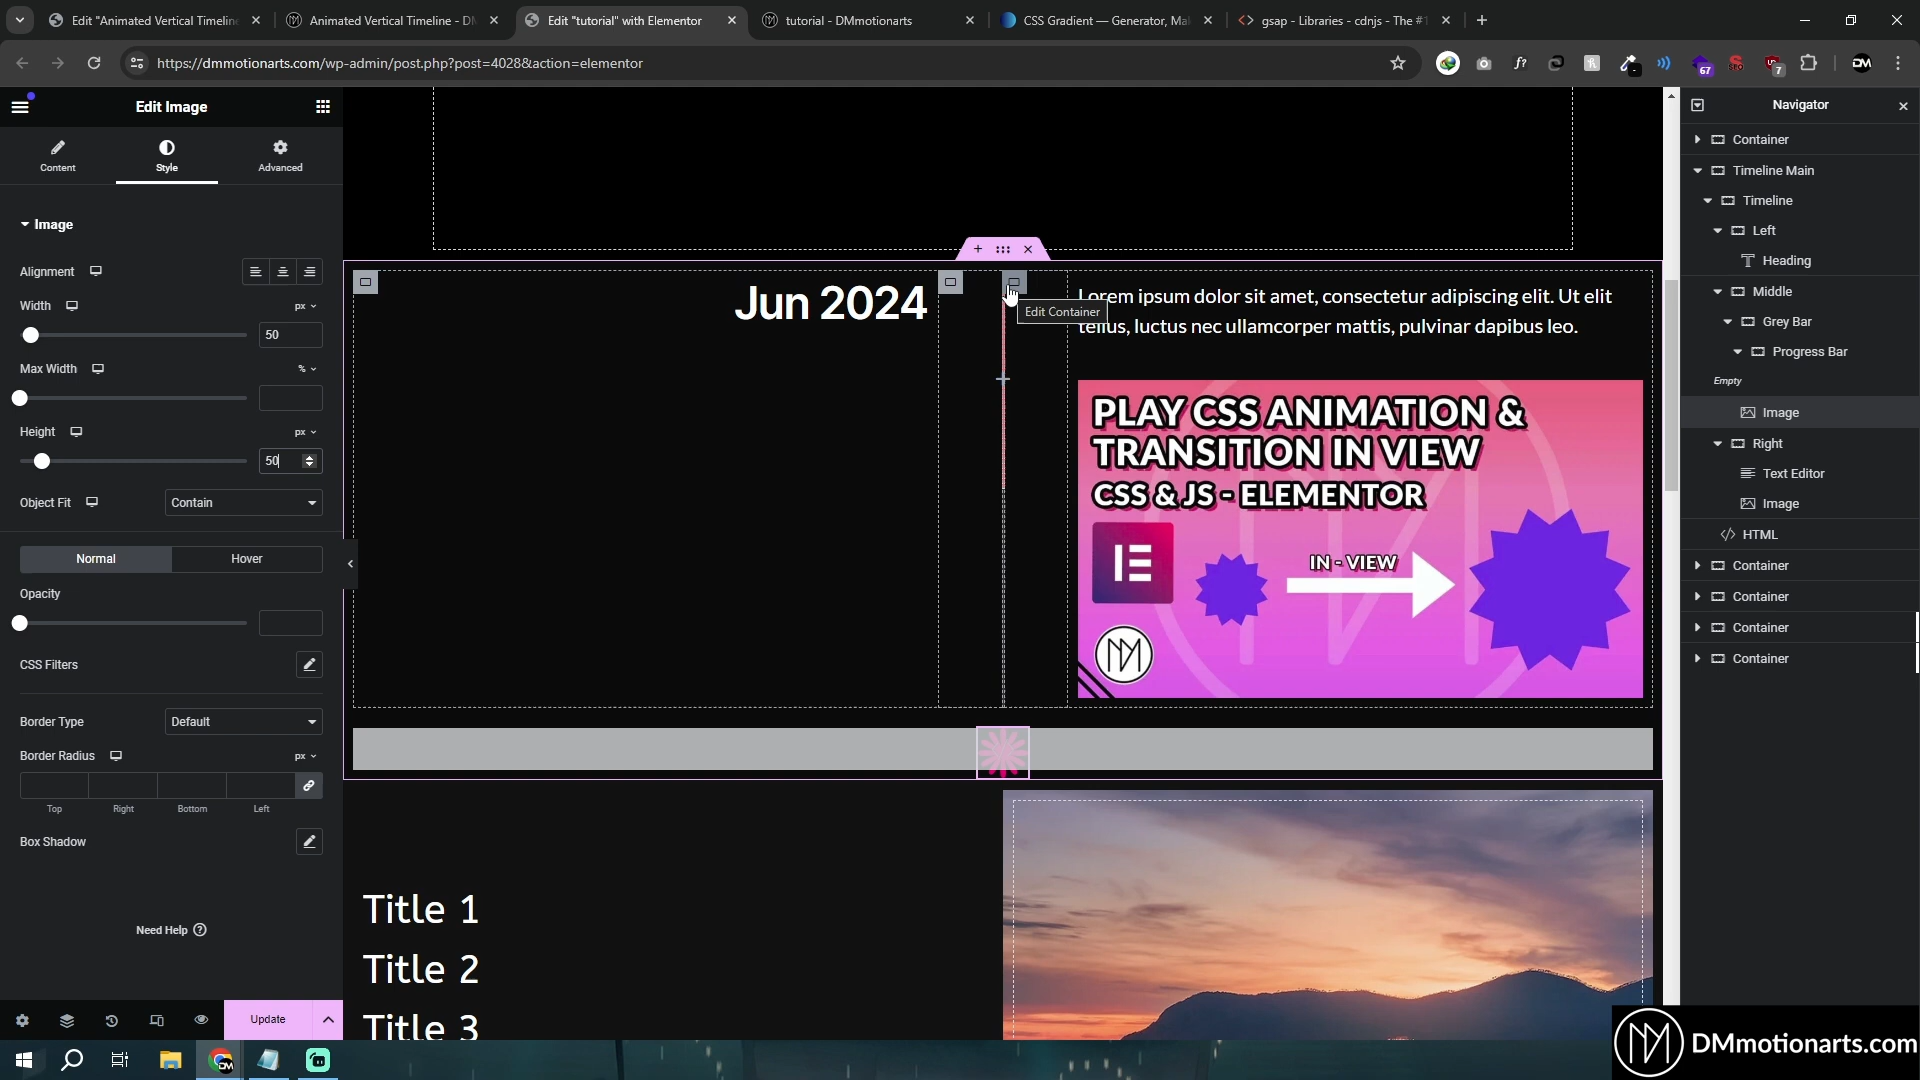 Edit "Animated Vertical Timeline
Animated Vertical Timeline - DM
Edit "tutorial" with Elementor
tutorial - DMmotionarts
CSS Gradient — Generator, Ma
gsap - Libraries - cdnjs - The #1
https://dmmotionarts.com/wp-admin/post.php?post=4028&action=elementor
67
7
Edit Image
Content
Style
Advanced
Image
Alignment
Width
px
50
Max Width
%
Height
px
50
Object Fit
Contain
Normal
Hover
Opacity
CSS Filters
Border Type
Default
Border Radius
px
Top
Right
Bottom
Left
Box Shadow
Need Help
Update
Jun 2024
Edit Container
Lorem ipsum dolor sit amet, consectetur adipiscing elit. Ut elit
tellus, luctus nec ullamcorper mattis, pulvinar dapibus leo.
PLAY CSS ANIMATION &
TRANSITION IN VIEW
CSS & JS - ELEMENTOR
IN - VIEW
Title 1
Title 2
Title 3
Navigator
Container
Timeline Main
Timeline
Left
Heading
Middle
Grey Bar
Progress Bar
Empty
Image
Right
Text Editor
Image
HTML
Container
Container
Container
Container
DMmotionarts.com